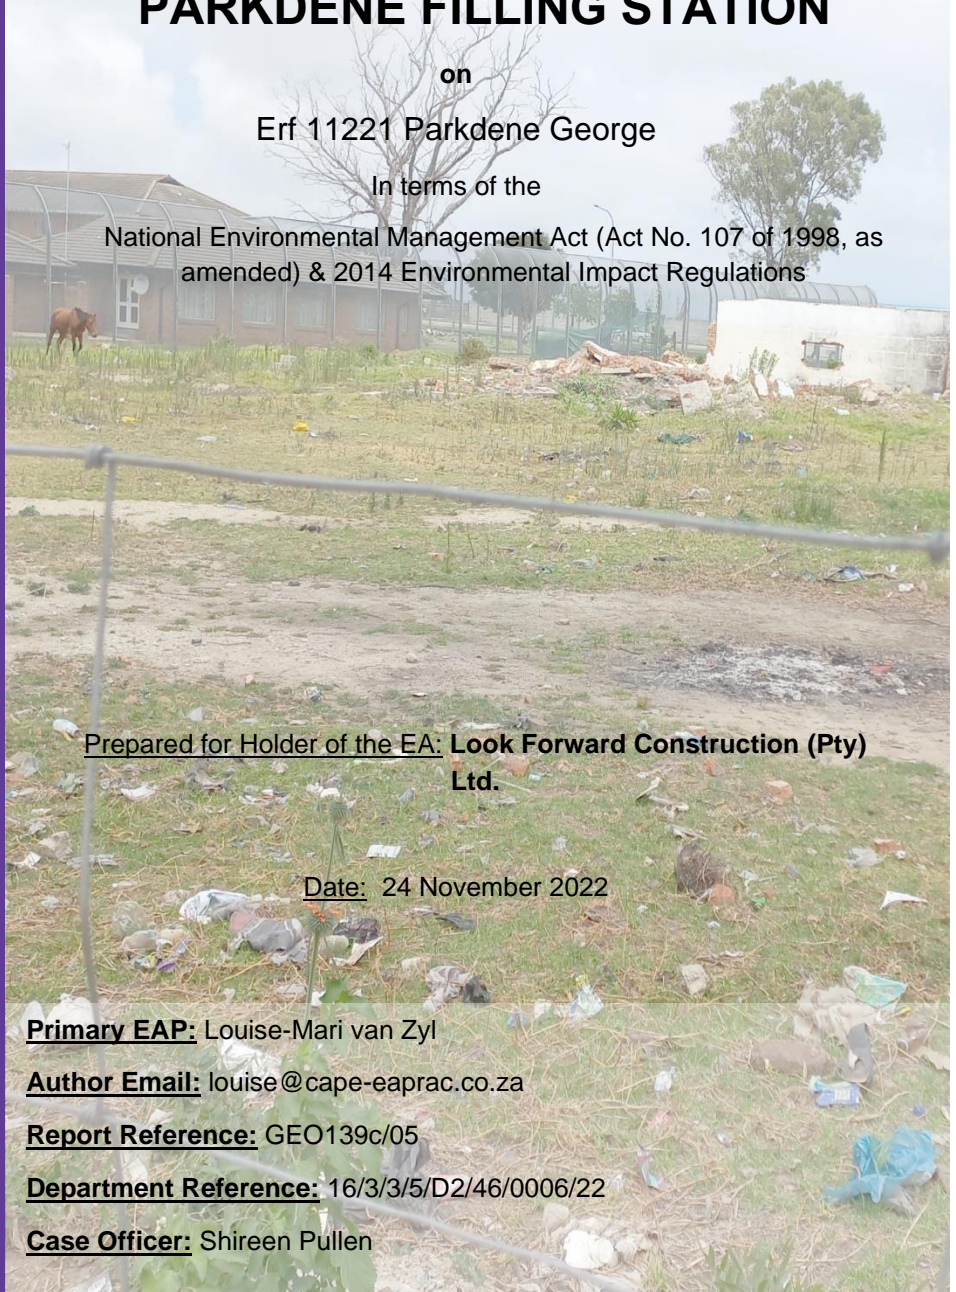 PARKDENE FILLING STATION
on
Erf 11221 Parkdene George
In terms of the
National Environmental Management Act (Act No. 107 of 1998, as
amended) & 2014 Environmental Impact Regulations
Prepared for Holder of the EA: Look Forward Construction (Pty)
Ltd.
Date: 24 November 2022
Primary EAP: Louise-Mari van Zyl
Author Email: louise@cape-eaprac.co.za
Report Reference: GEO139c/05
Department Reference: 16/3/3/5/D2/46/0006/22
Case Officer: Shireen Pullen